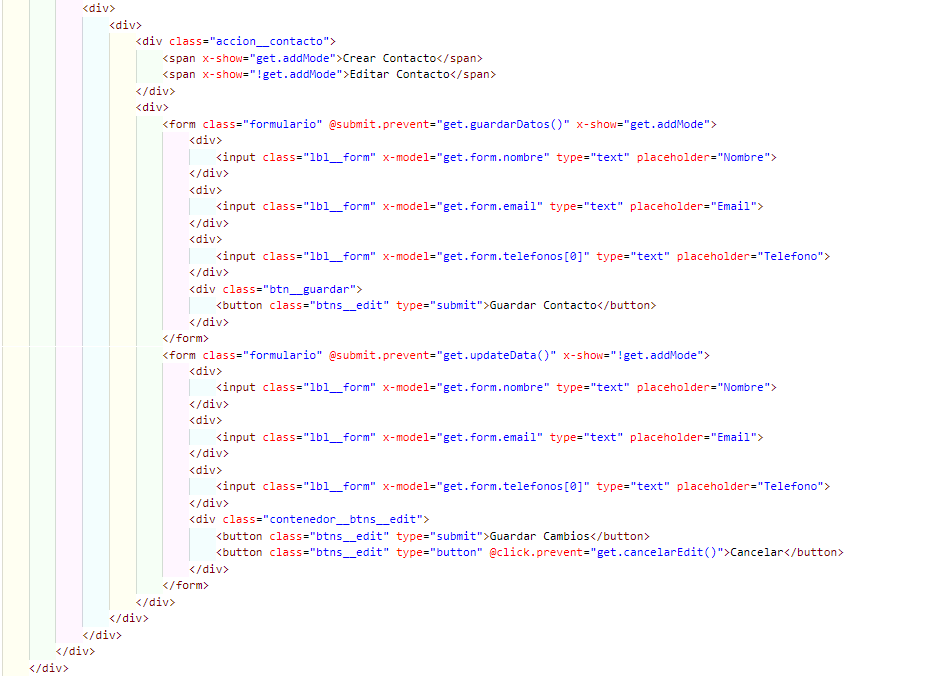 <div>
<div>
<div class="accion__contacto">
<span x-show="get.addMode">Crear Contacto</span>
<span x-show="!get.addMode">Editar Contacto</span>
</div>
<div>
<form class="formulario" @submit.prevent="get.guardarDatos()" x-show="get.addMode">
<div>
<input class="lbl__form" x-model="get.form.nombre" type="text" placeholder="Nombre">
</div>
<div>
<input class="lbl__form" x-model="get.form.email" type="text" placeholder="Email">
</div>
<div>
<input class="lbl__form" x-model="get.form.telefonos[0]" type="text" placeholder="Telefono">
</div>
<div class="btn__guardar">
<button class="btns__edit" type="submit">Guardar Contacto</button>
</div>
</form>
<form class="formulario" @submit.prevent="get.updateData()" x-show="!get.addMode">
<div>
<input class="lbl__form" x-model="get.form.nombre" type="text" placeholder="Nombre">
</div>
<div>
<input class="lbl__form" x-model="get.form.email" type="text" placeholder="Email">
</div>
<div>
<input class="lbl__form" x-model="get.form.telefonos[0]" type="text" placeholder="Telefono">
</div>
<div class="contenedor__btns__edit">
<button class="btns__edit" type="submit">Guardar Cambios</button>
<button class="btns__edit" type="button" @click.prevent="get.cancelarEdit()">Cancelar</button>
</div>
</form>
</div>
</div>
</div>
</div>
</div>